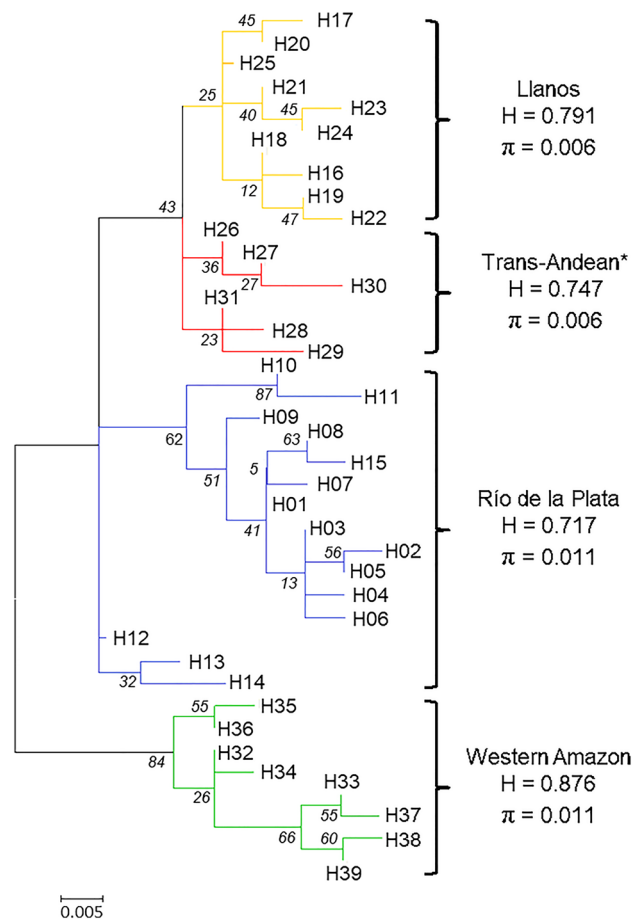 45
H17
H20
H25
H21
25
45
H23
40
H24
H18
H16
H19
12
47
H22
Llanos
H = 0.791
π = 0.006
43
H26
H27
36
27
H30
H31
H28
23
H29
Trans-Andean*
H = 0.747
π = 0.006
H10
87
H11
H09
62
63
H08
5
H15
51
H07
H01
41
H03
56
H02
H05
13
H04
H06
H12
H13
32
H14
Río de la Plata
H = 0.717
π = 0.011
55
H35
H36
H32
84
H34
26
H33
55
H37
66
60
H38
H39
Western Amazon
H = 0.876
π = 0.011
0.005